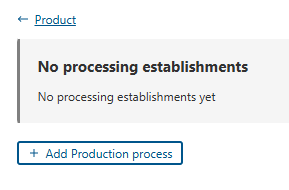 ← Product
No processing establishments
No processing establishments yet
+ Add Production process